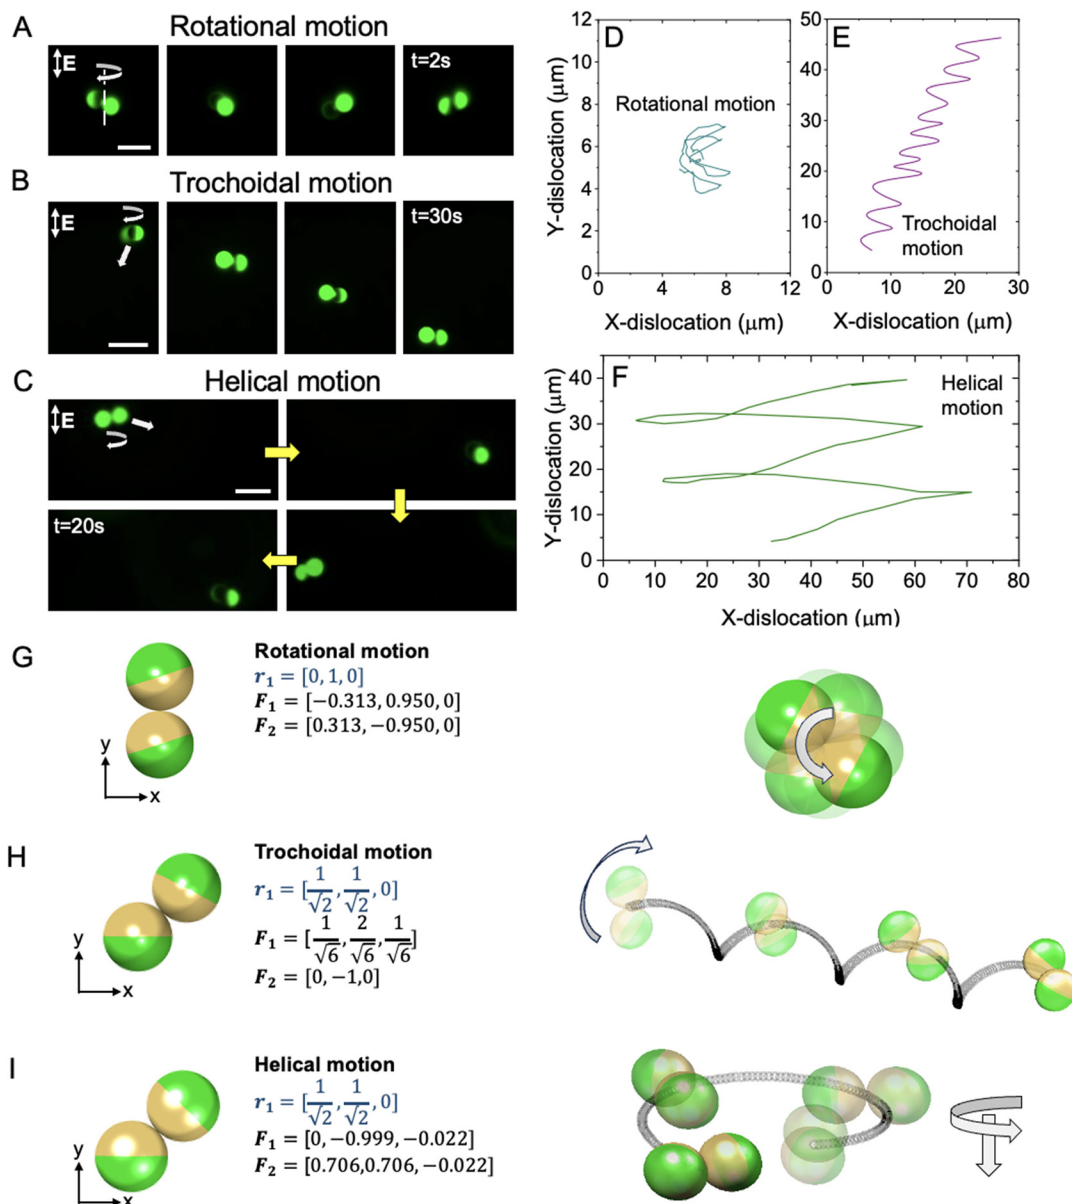 A
Rotational motion
E
t=2s
B
Trochoidal motion
E
t=30s
C
Helical motion
E
t=20s
D
Rotational motion
Y-dislocation (μm)
12
10
8
6
4
2
0
0 4 8 12
X-dislocation (μm)
E
Trochoidal
motion
50
40
30
20
10
0
0 10 20 30
(μm)
F
Helical
motion
Y-dislocation (μm)
40
30
20
10
0
0 10 20 30 40 50 60 70 80
X-dislocation (μm)
G
y
x
Rotational motion
r₁ = [0, 1, 0]
F₁ = [−0.313, 0.950, 0]
F₂ = [0.313, −0.950, 0]
H
y
x
Trochoidal motion
r₁ = [1/√2, 1/√2, 0]
F₁ = [1/√6, 2/√6, 1/√6]
F₂ = [0, −1,0]
I
y
x
Helical motion
r₁ = [1/√2, 1/√2, 0]
F₁ = [0, −0.999, −0.022]
F₂ = [0.706,0.706, −0.022]